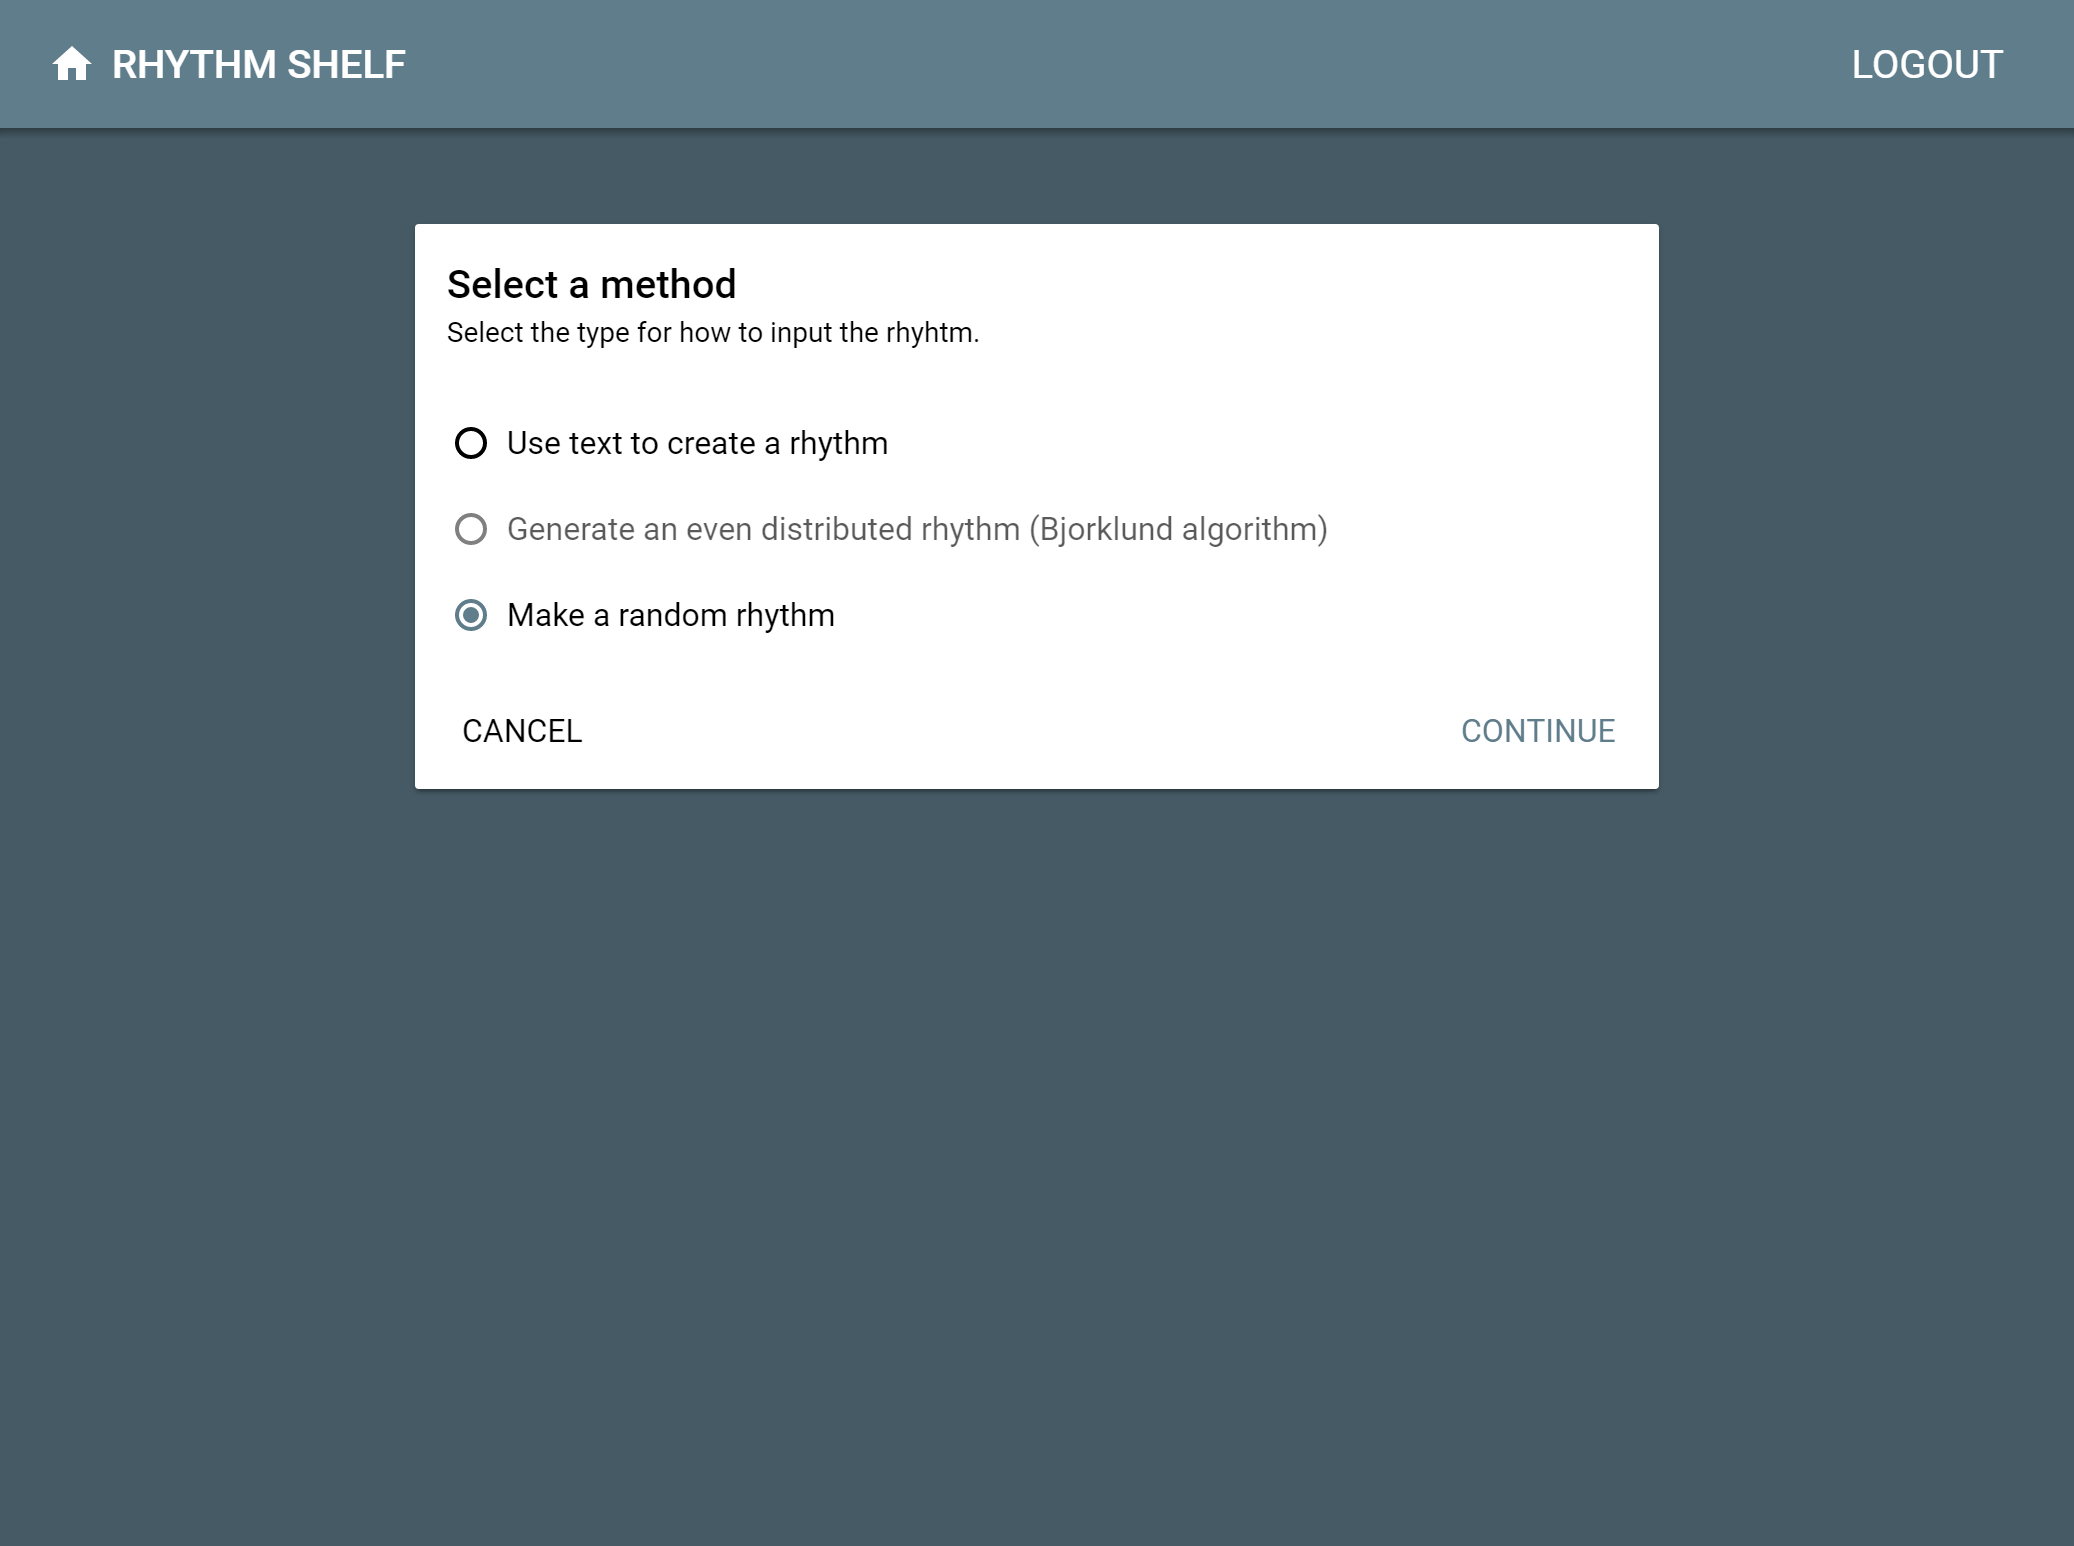 RHYTHM SHELF
LOGOUT
Select a method
Select the type for how to input the rhyhtm.
Use text to create a rhythm
Generate an even distributed rhythm (Bjorklund algorithm)
Make a random rhythm
CANCEL
CONTINUE